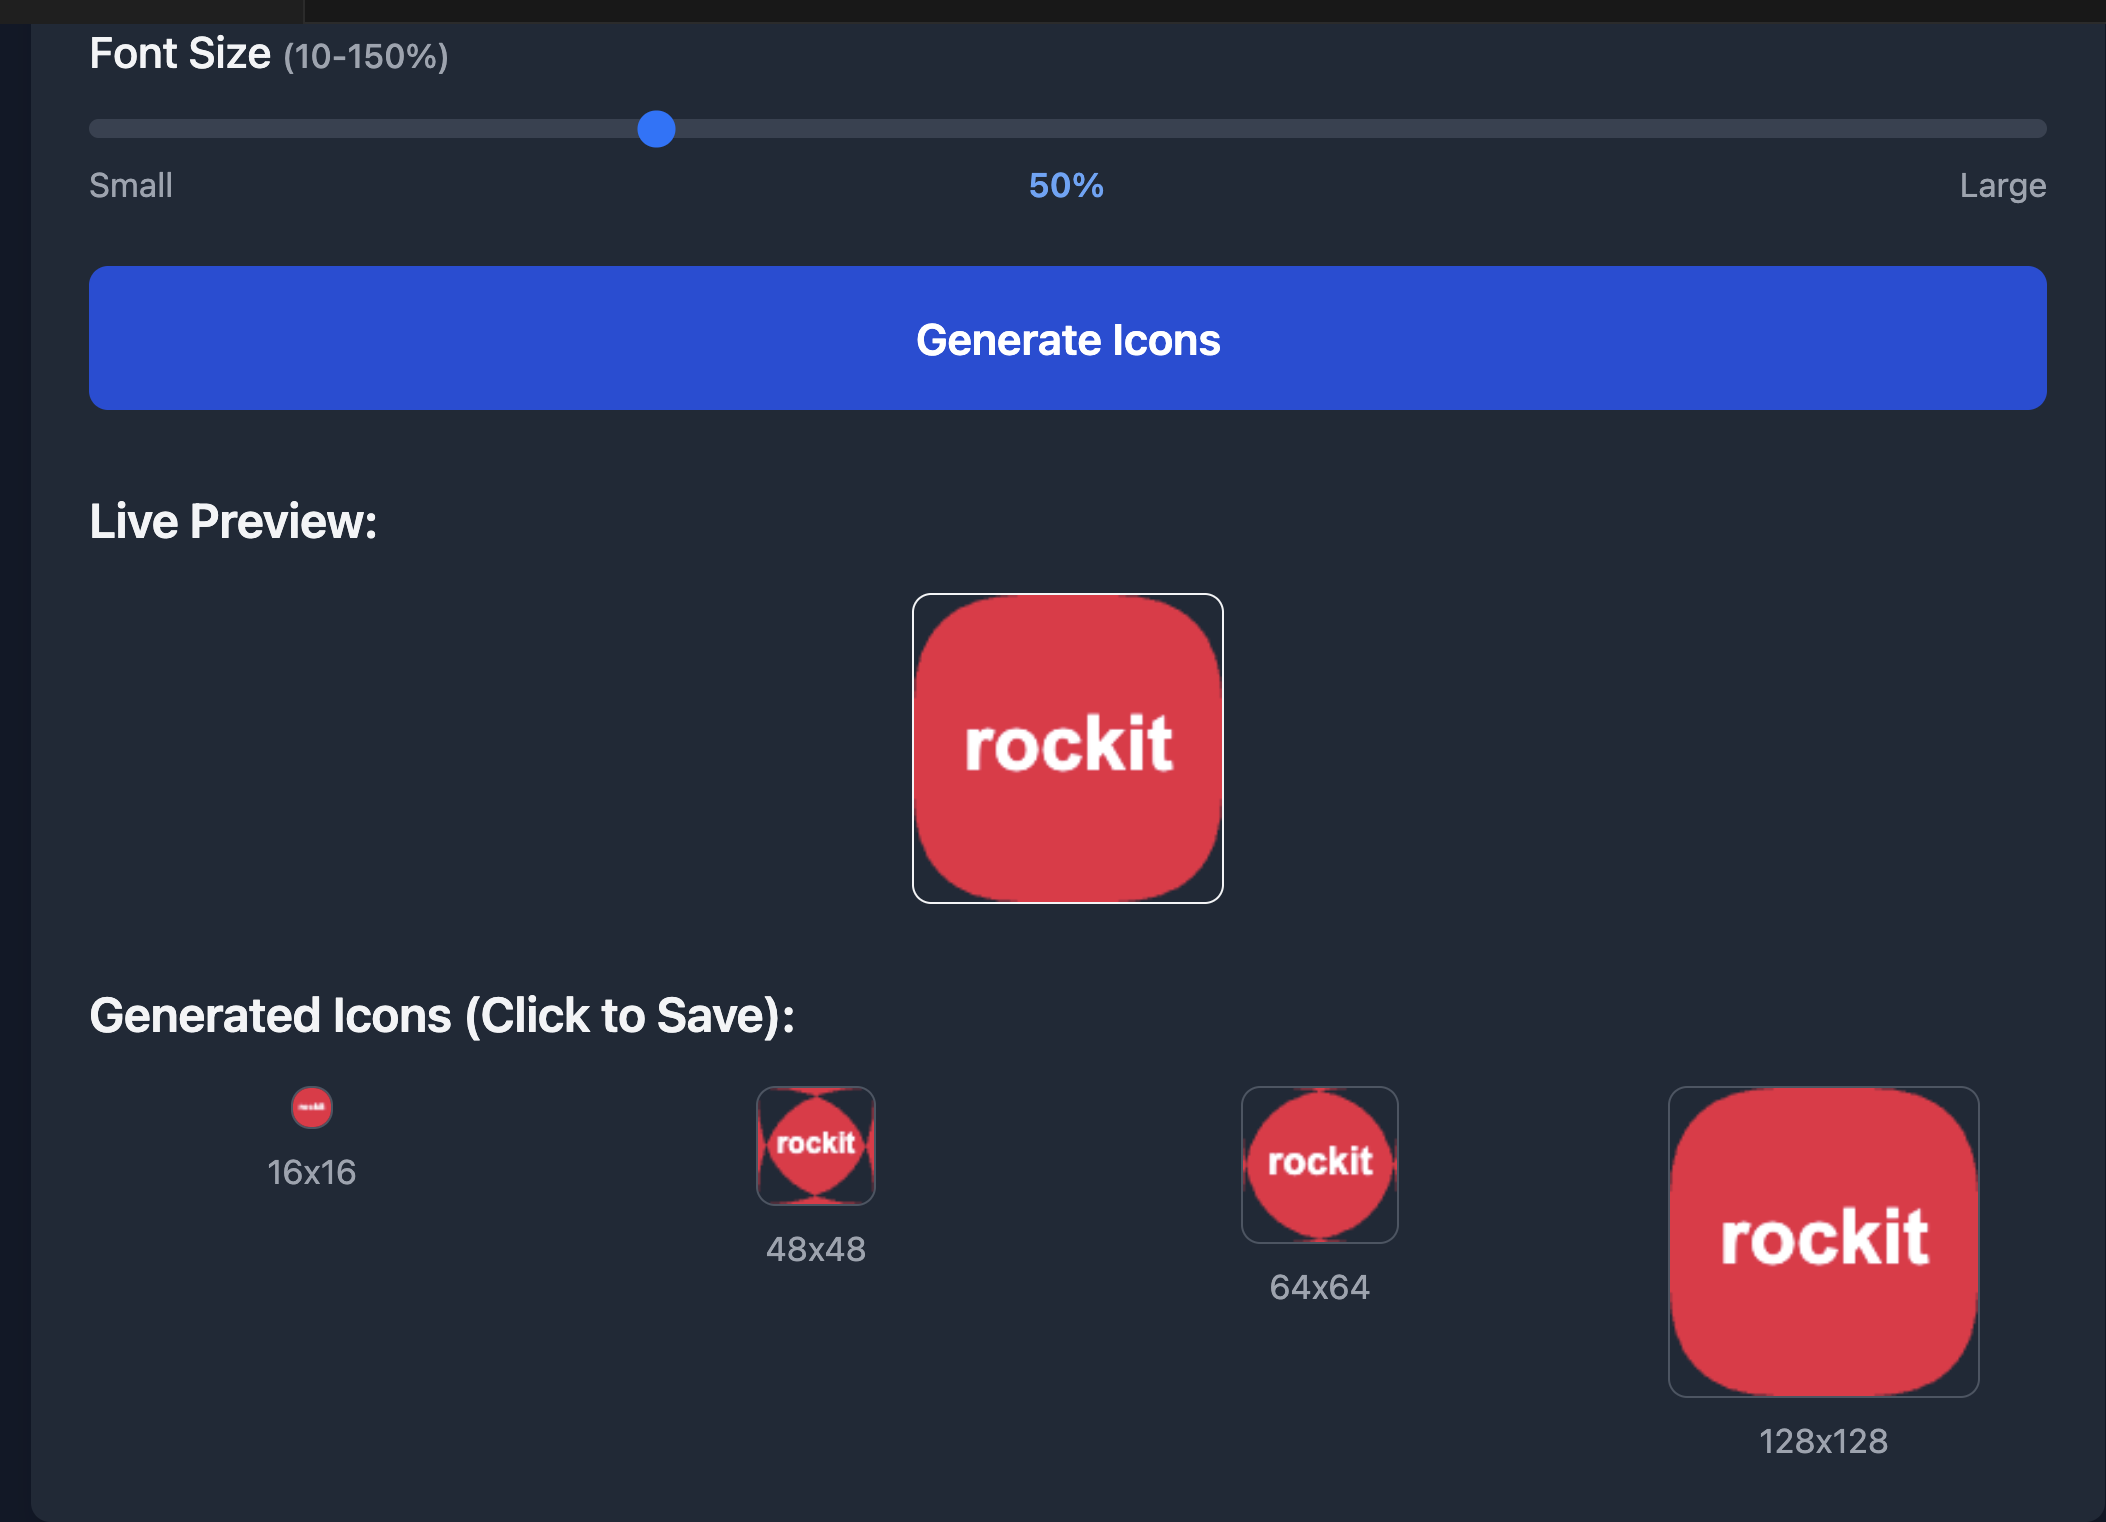 Font Size (10-150%)
Small 50% Large
Generate Icons
Live Preview:
rockit
Generated Icons (Click to Save):
rockit rockit rockit rockit
16x16
48x48
64x64
128x128